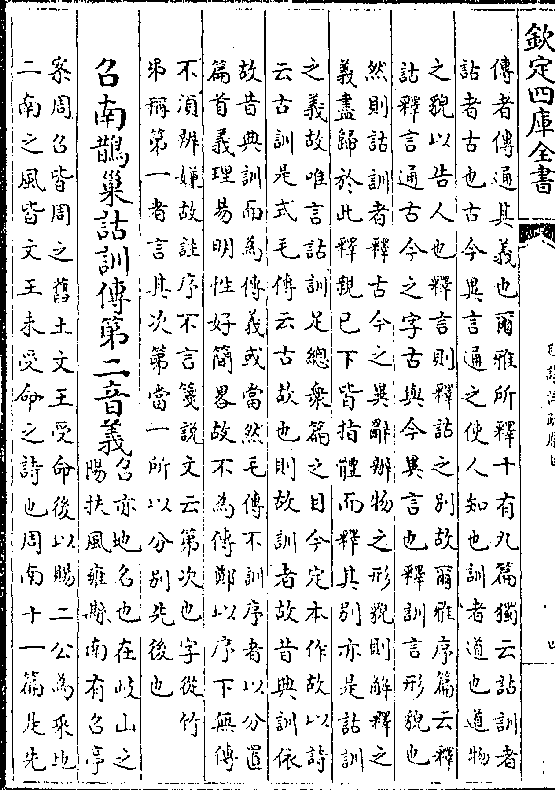 欽定四庫全書
傳者傳通其義也爾雅所釋十有九篇獨云詁訓者
詁者古也古今異言通之使人知也訓者道也道物
之貌以告人也釋言則釋詁之別故爾雅序篇云釋
詁釋言通古今之字古與今異言也釋訓言形貌也
然則詁訓者釋古今之異辭辨物之形貌則解釋之
義盡歸於此釋親已下皆指體而釋其別亦是詁訓
之義故唯言詁訓足總衆篇之目今定本作故以詩
云古訓是式毛傳云古故也則故訓者故昔典訓依
故昔典訓而為傳義或當然毛傳不訓序者以分置
篇首義理易明性好簡畧故不為傳鄭以序下無傳
不須辨嫌故註序不言箋說文云第次也字從竹
弟稱第一者言其次第當一所以分別先後也
召南鵲巢詁訓傳第二音義
召亦地名也在岐山之
陽扶風雍縣南有召亭
案周召皆周之舊土文王受命後以賜二公為采地
二南之風皆文王未受命之詩也周南十一篇是先